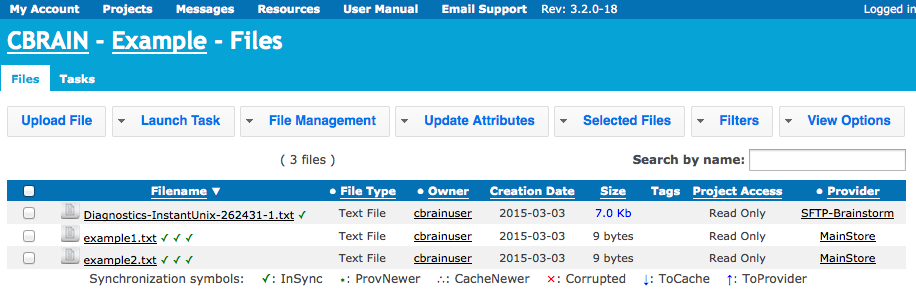 My Account Projects Messages Resources User Manual Email Support Rev: 3.2.0-18 Logged in
CBRAIN - Example - Files
Files Tasks
Upload File Launch Task File Management Update Attributes Selected Files Filters View Options
( 3 files ) Search by name:
Filename ▼ • File Type • Owner Creation Date Size Tags Project Access • Provider
Diagnostics-InstantUnix-262431-1.txt ✓ Text File cbrainuser 2015-03-03 7.0 Kb Read Only SFTP-Brainstorm
example1.txt ✓ ✓ ✓ Text File cbrainuser 2015-03-03 9 bytes Read Only MainStore
example2.txt ✓ ✓ ✓ Text File cbrainuser 2015-03-03 9 bytes Read Only MainStore
Synchronization symbols: ✓: InSync •: ProvNewer ∴: CacheNewer ×: Corrupted ↓: ToCache ↑: ToProvider